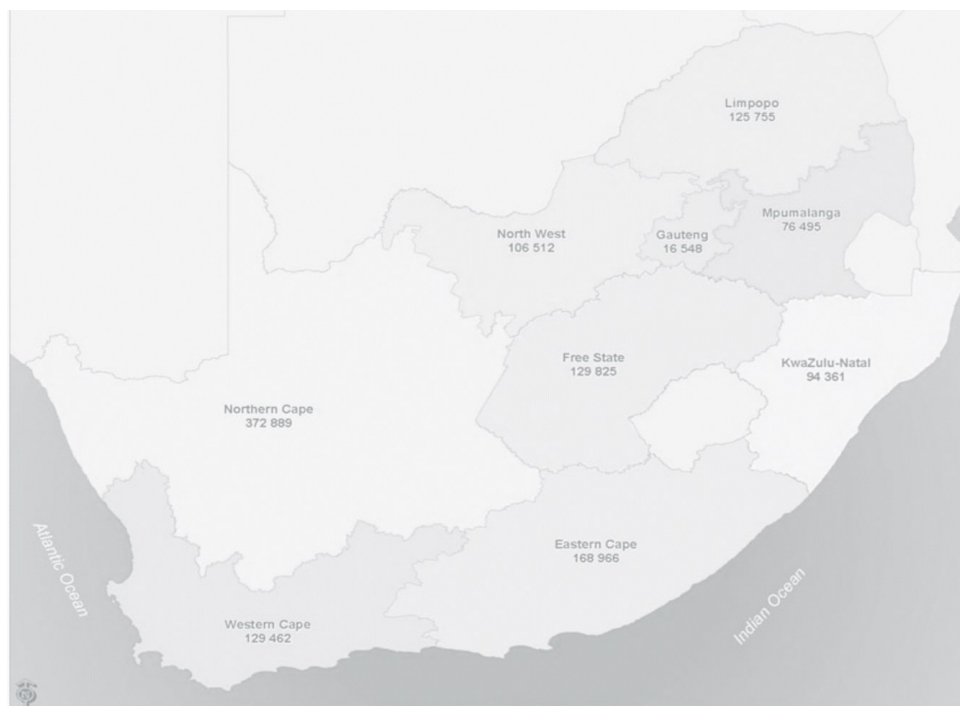 Limpopo
125 755
Mpumalanga
76 495
North West
106 512
Gauteng
16 548
Free State
129 825
KwaZulu-Natal
94 361
Northern Cape
372 889
Eastern Cape
168 966
Western Cape
129 462
Atlantic Ocean
Indian Ocean